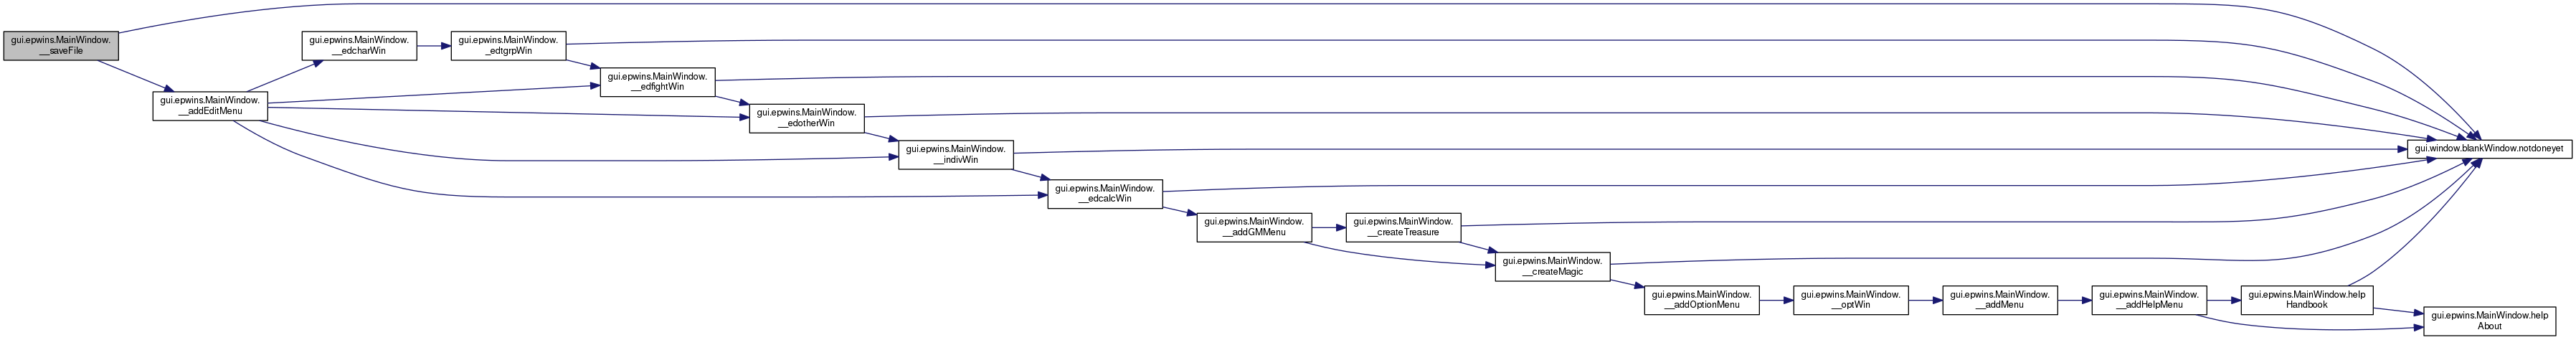 gui.epwins.MainWindow.
__saveFile
gui.epwins.MainWindow.
__addEditMenu
gui.epwins.MainWindow.
__edcharWin
gui.epwins.MainWindow.
_edtgrpWin
gui.epwins.MainWindow.
__edfightWin
gui.epwins.MainWindow.
__edotherWin
gui.epwins.MainWindow.
__indivWin
gui.epwins.MainWindow.
__edcalcWin
gui.epwins.MainWindow.
__addGMMenu
gui.epwins.MainWindow.
__createTreasure
gui.epwins.MainWindow.
__createMagic
gui.epwins.MainWindow.
__addOptionMenu
gui.epwins.MainWindow.
__optWin
gui.epwins.MainWindow.
__addMenu
gui.epwins.MainWindow.
__addHelpMenu
gui.epwins.MainWindow.help
Handbook
gui.epwins.MainWindow.help
About
gui.window.blankWindow.notdoneyet